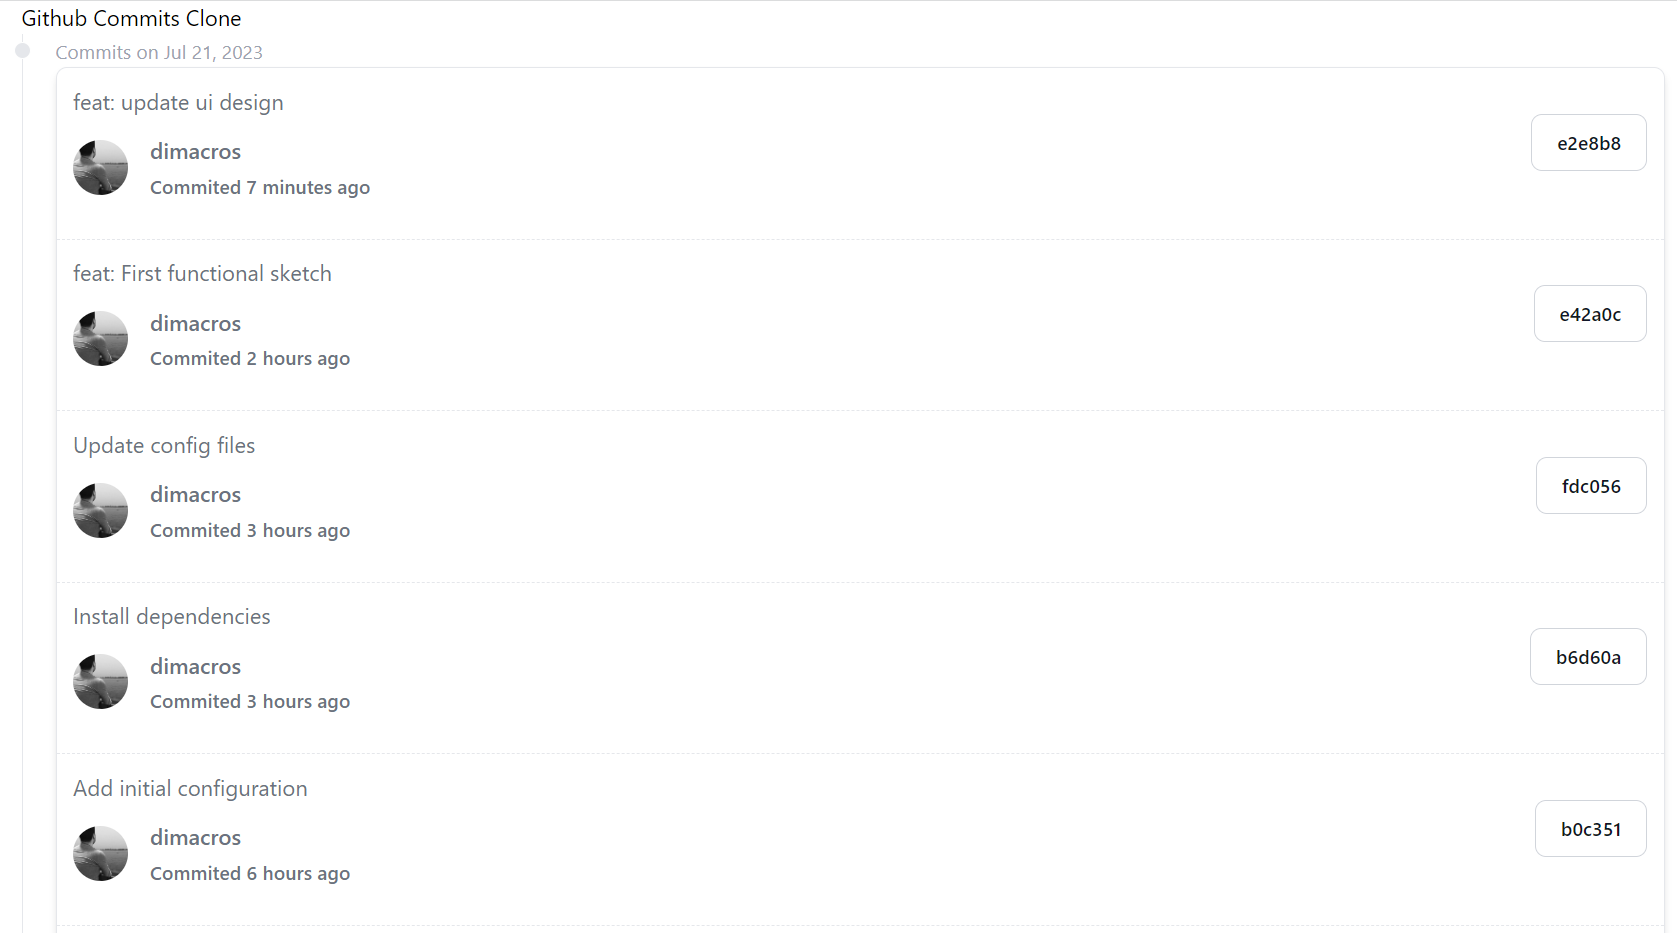 Github Commits Clone
Commits on Jul 21, 2023
feat: update ui design
dimacros
Commited 7 minutes ago
e2e8b8
feat: First functional sketch
dimacros
Commited 2 hours ago
e42a0c
Update config files
dimacros
Commited 3 hours ago
fdc056
Install dependencies
dimacros
Commited 3 hours ago
b6d60a
Add initial configuration
dimacros
Commited 6 hours ago
b0c351